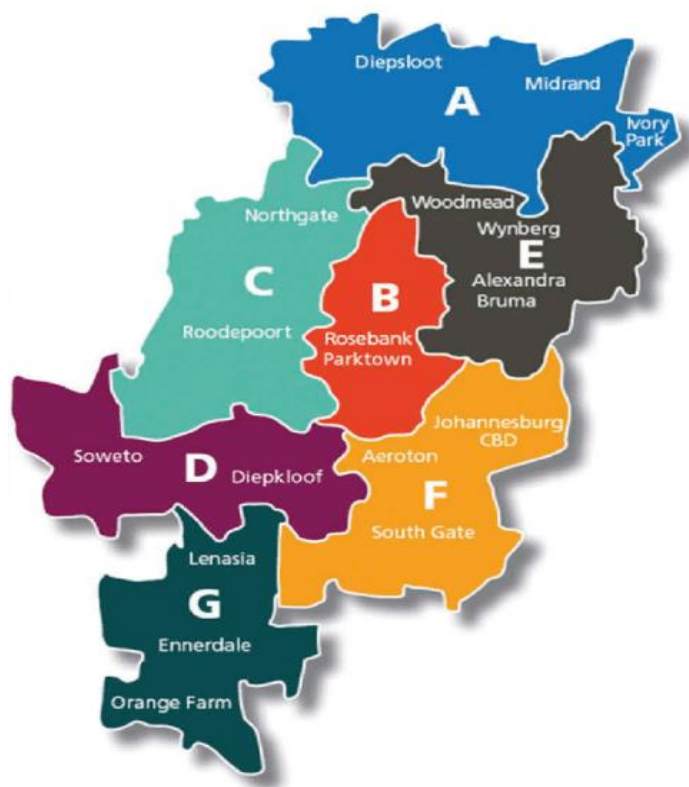 Diepsloot
Midrand
A
Ivory
Park
Woodmead
Northgate
Wynberg
E
C
B
Alexandra
Bruma
Roodepoort
Rosebank
Parktown
Johannesburg
CBD
Soweto
D
Diepkloof
Aeroton
F
South Gate
Lenasia
G
Ennerdale
Orange Farm